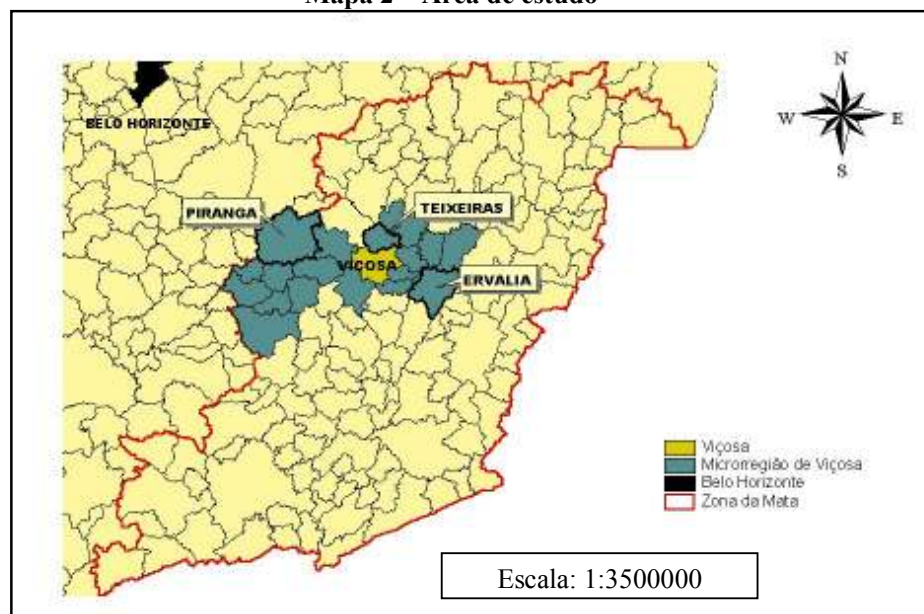 Mapa 2 – Área de estudo
N
W
E
S
BELO HORIZONTE
PIRANGA
TEIXEIRAS
VIÇOSA
ERVALIA
Viçosa
Microrregião de Viçosa
Belo Horizonte
Zona da Mata
Escala: 1:3500000